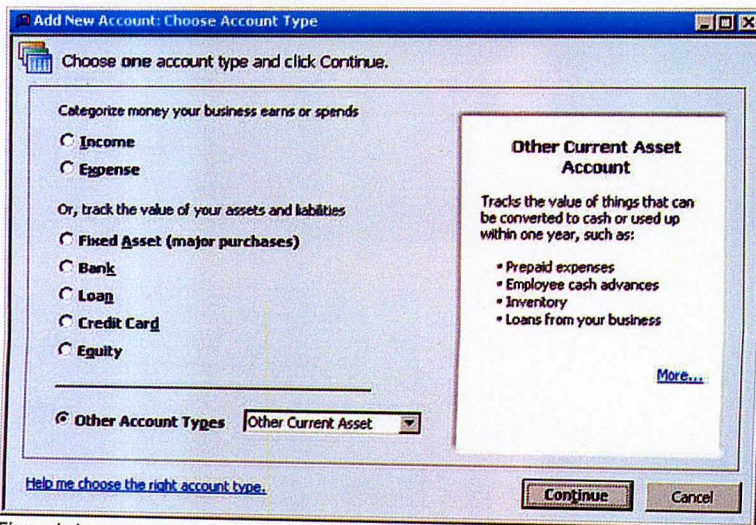 Add New Account: Choose Account Type
Choose one account type and click Continue.
Categorize money your business earns or spends
Income
Expense
Or, track the value of your assets and liabilities
Fixed Asset (major purchases)
Bank
Loan
Credit Card
Equity
Other Account Types Other Current Asset
Other Current Asset
Account
Tracks the value of things that can
be converted to cash or used up
within one year, such as:
• Prepaid expenses
• Employee cash advances
• Inventory
• Loans from your business
More...
Help me choose the right account type.
Continue Cancel